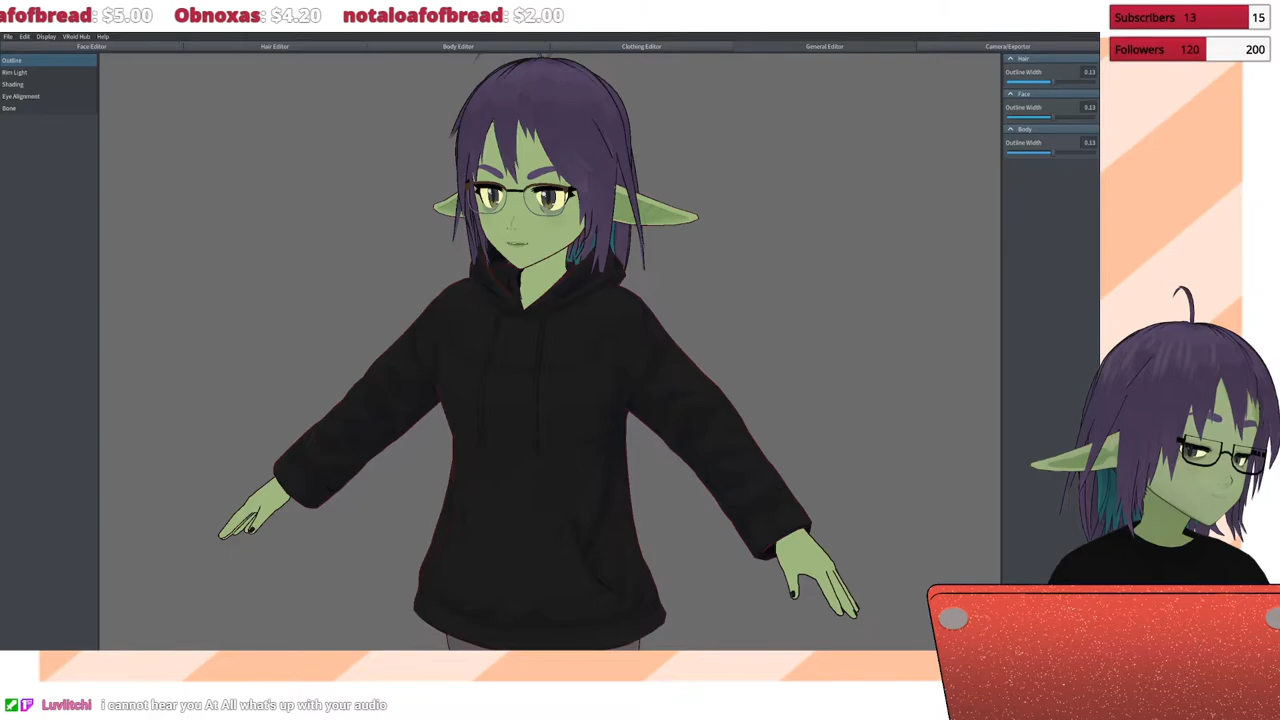 afofbread: $5.00 Obnoxas: $4.20 notaloafofbread: $2.00
Subscribers 13 15
Followers 120 200
File Edit Display VRoid Hub Help
Face Editor Hair Editor Body Editor Clothing Editor General Editor Camera/Exporter
Outline
Rim Light
Shading
Eye Alignment
Bone
Hair
Outline Width 0.13
Face
Outline Width 0.13
Body
Outline Width 0.13
Luvlitchi i cannot hear you At All what's up with your audio